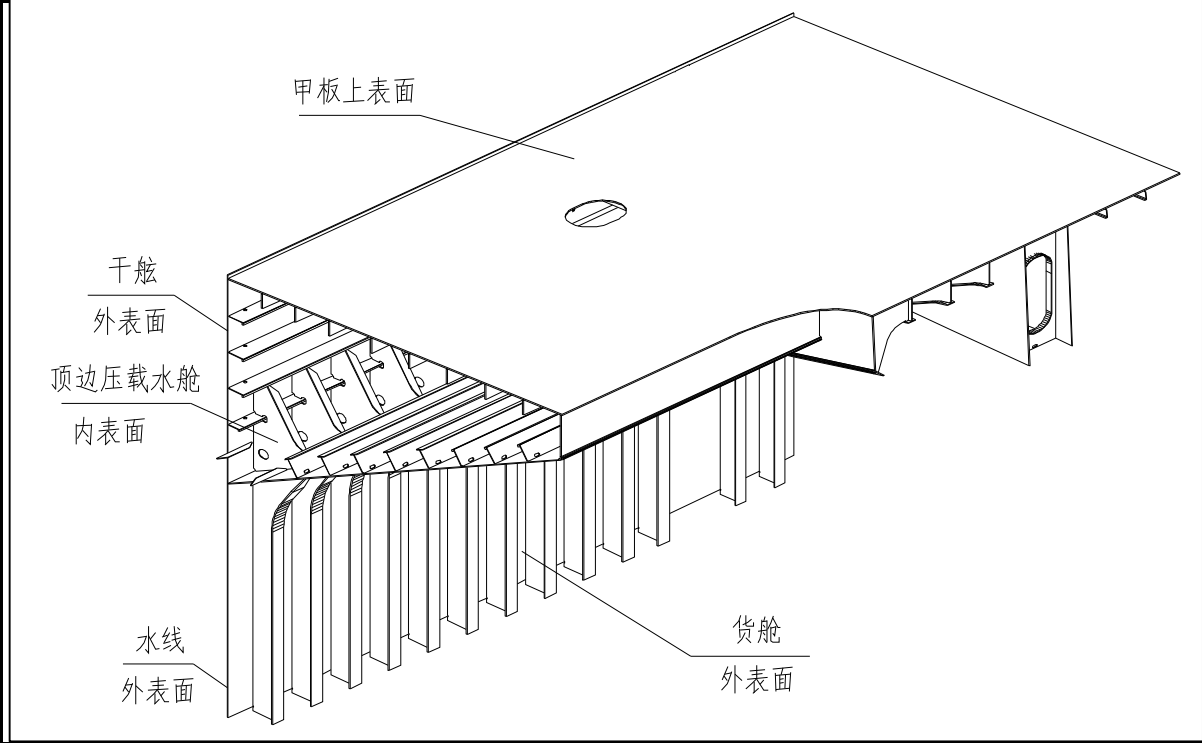 甲板上表面
干舷
外表面
顶边压载水舱
内表面
水线
外表面
货舱
外表面